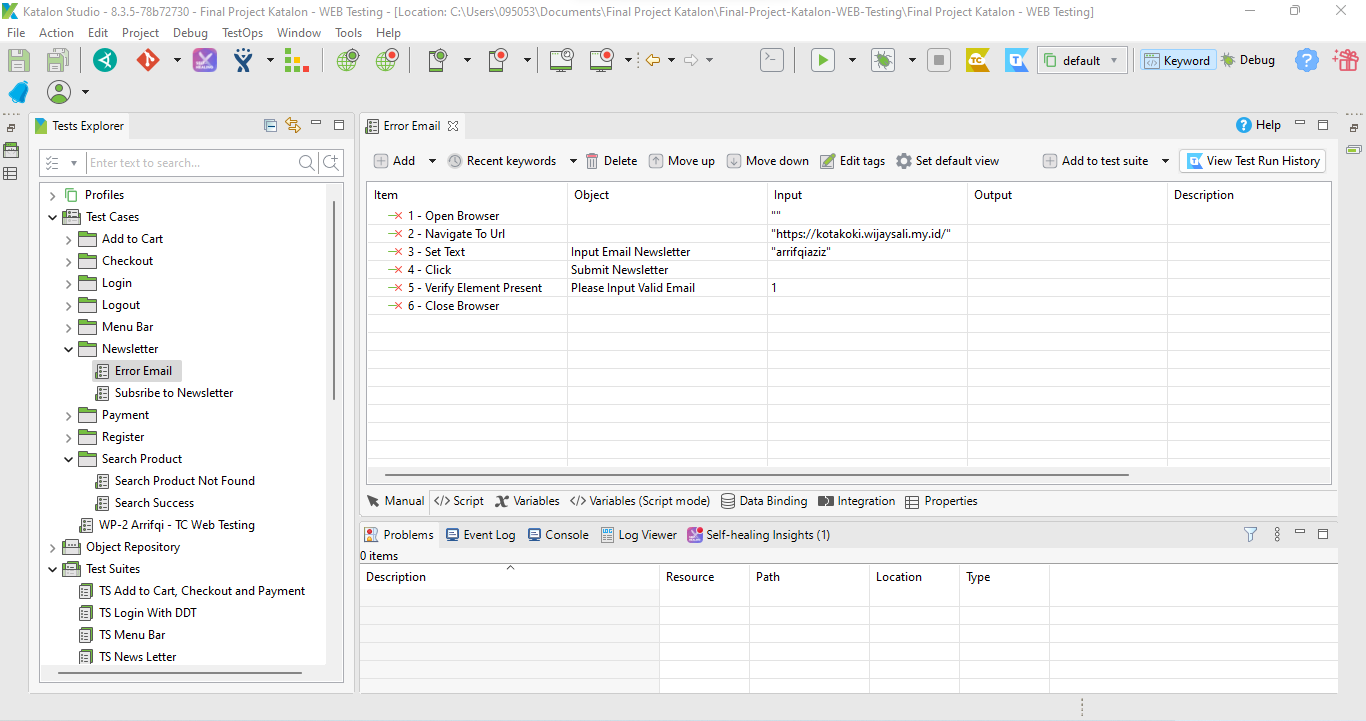 Katalon Studio - 8.3.5-78b72730 - Final Project Katalon - WEB Testing - [Location: C:\Users\095053\Documents\Final Project Katalon\Final-Project-Katalon-WEB-Testing\Final Project Katalon - WEB Testing]
File Action Edit Project Debug TestOps Window Tools Help
TC T default Keyword Debug
Tests Explorer
Enter text to search...
Profiles
Test Cases
Add to Cart
Checkout
Login
Logout
Menu Bar
Newsletter
Error Email
Subsribe to Newsletter
Payment
Register
Search Product
Search Product Not Found
Search Success
WP-2 Arrifqi - TC Web Testing
Object Repository
Test Suites
TS Add to Cart, Checkout and Payment
TS Login With DDT
TS Menu Bar
TS News Letter
Error Email Help
Add Recent keywords Delete Move up Move down Edit tags Set default view Add to test suite View Test Run History
Item Object Input Output Description
1 - Open Browser ""
2 - Navigate To Url "https://kotakoki.wijaysali.my.id/"
3 - Set Text Input Email Newsletter "arrifqiaziz"
4 - Click Submit Newsletter
5 - Verify Element Present Please Input Valid Email 1
6 - Close Browser
Manual </> Script Variables </> Variables (Script mode) Data Binding Integration Properties
Problems Event Log Console Log Viewer Self-healing Insights (1)
0 items
Description Resource Path Location Type